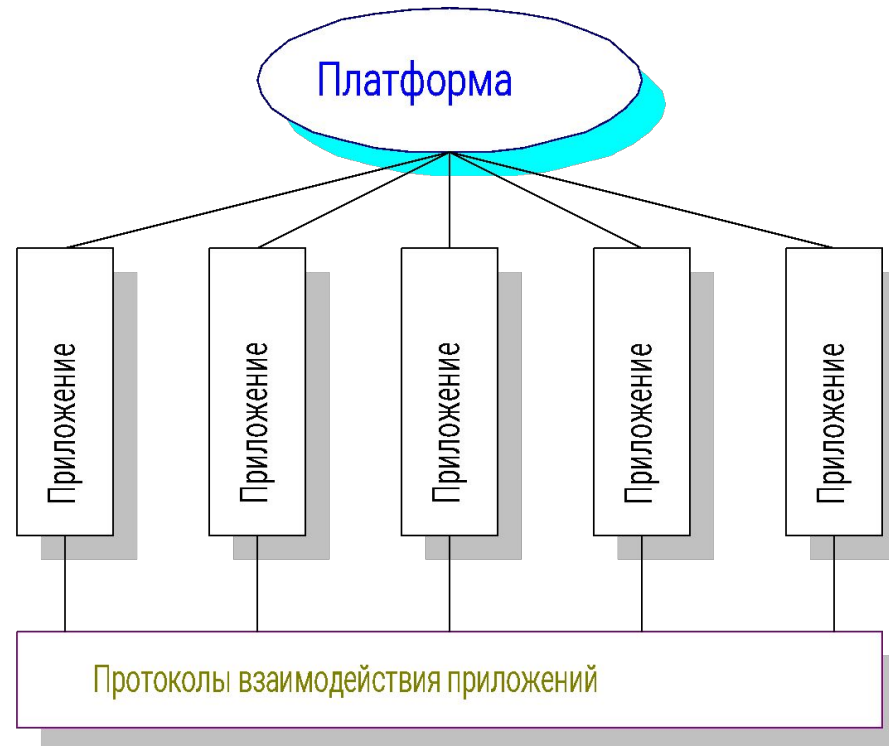 Платформа
Приложение
Приложение
Приложение
Приложение
Приложение
Протоколы взаимодействия приложений